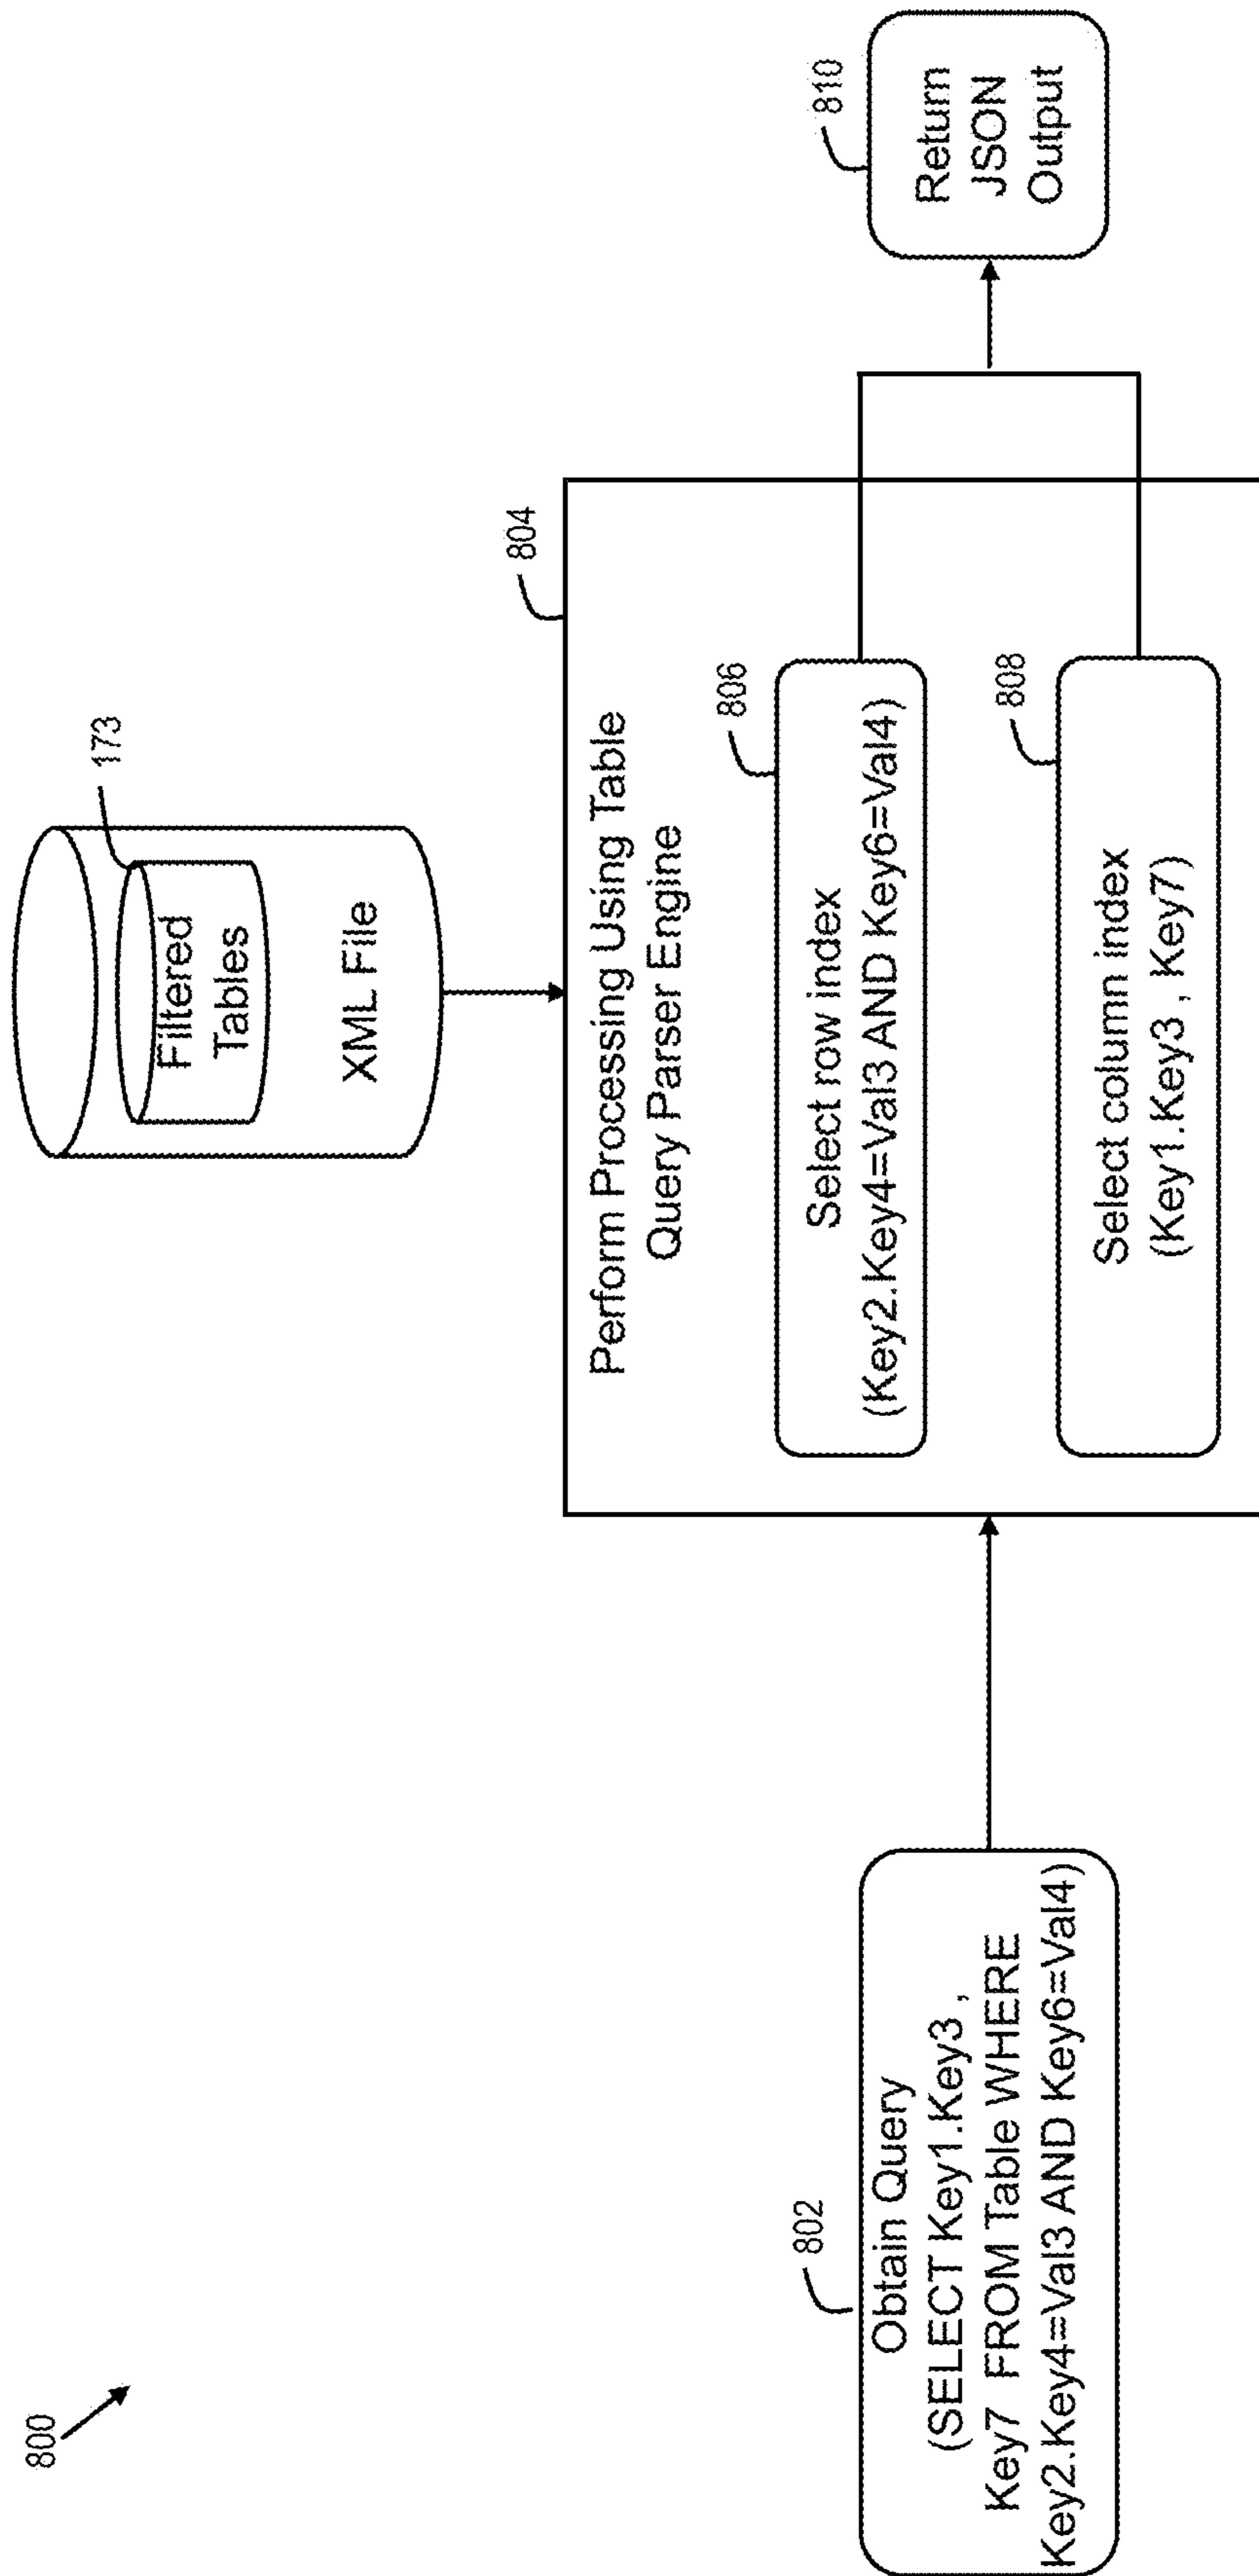 800
802
Obtain Query
(SELECT Key1.Key3 ,
Key7 FROM Table WHERE
Key2.Key4=Val3 AND Key6=Val4)
173
Filtered
Tables
XML File
804
Perform Processing Using Table
Query Parser Engine
806
Select row index
(Key2.Key4=Val3 AND Key6=Val4)
808
Select column index
(Key1.Key3 , Key7)
810
Return
JSON
Output